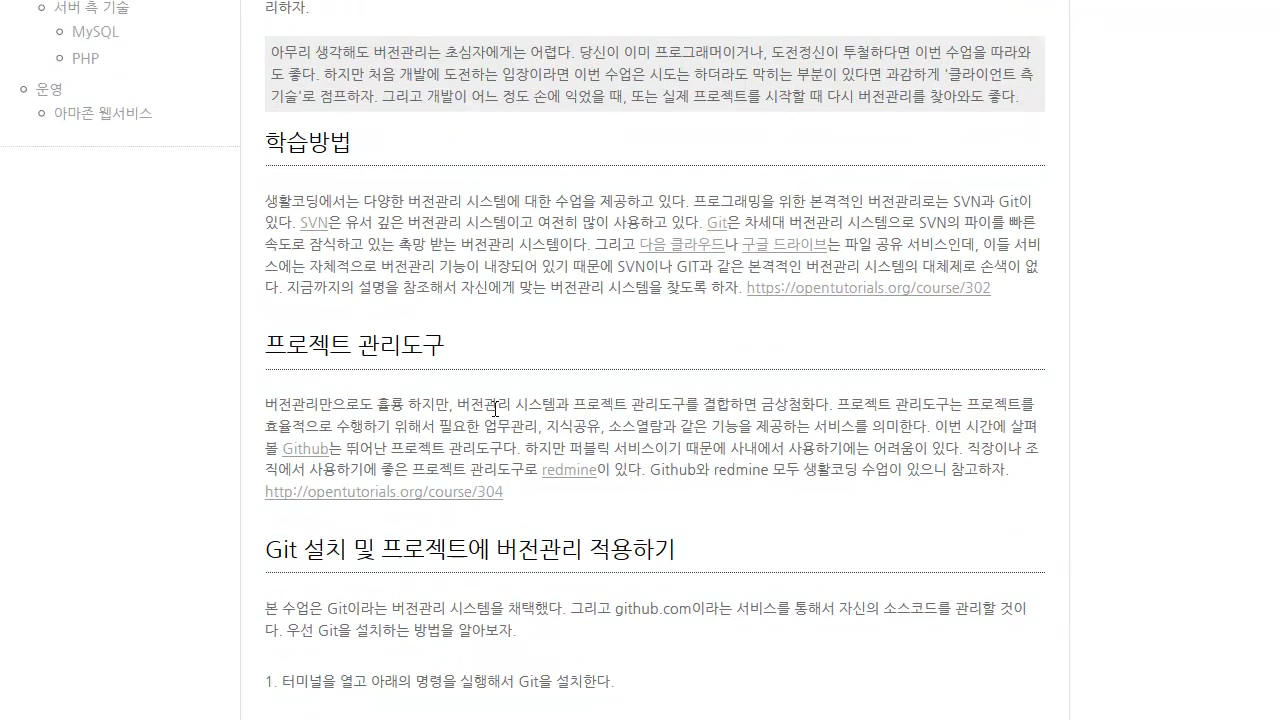 서버 측 기술
MySQL
PHP
운영
아마존 웹서비스
리하자.
아무리 생각해도 버전관리는 초심자에게는 어렵다. 당신이 이미 프로그래머이거나, 도전정신이 투철하다면 이번 수업을 따라와
도 좋다. 하지만 처음 개발에 도전하는 입장이라면 이번 수업은 시도는 하더라도 막히는 부분이 있다면 과감하게 '클라이언트 측
기술'로 점프하자. 그리고 개발이 어느 정도 손에 익었을 때, 또는 실제 프로젝트를 시작할 때 다시 버전관리를 찾아와도 좋다.
학습방법
생활코딩에서는 다양한 버전관리 시스템에 대한 수업을 제공하고 있다. 프로그래밍을 위한 본격적인 버전관리로는 SVN과 Git이
있다. SVN은 유서 깊은 버전관리 시스템이고 여전히 많이 사용하고 있다. Git은 차세대 버전관리 시스템으로 SVN의 파이를 빠른
속도로 잠식하고 있는 촉망 받는 버전관리 시스템이다. 그리고 다음 클라우드나 구글 드라이브는 파일 공유 서비스인데, 이들 서비
스에는 자체적으로 버전관리 기능이 내장되어 있기 때문에 SVN이나 GIT과 같은 본격적인 버전관리 시스템의 대체제로 손색이 없
다. 지금까지의 설명을 참조해서 자신에게 맞는 버전관리 시스템을 찾도록 하자. https://opentutorials.org/course/302
프로젝트 관리도구
버전관리만으로도 휼륭 하지만, 버전관리 시스템과 프로젝트 관리도구를 결합하면 금상첨화다. 프로젝트 관리도구는 프로젝트를
효율적으로 수행하기 위해서 필요한 업무관리, 지식공유, 소스열람과 같은 기능을 제공하는 서비스를 의미한다. 이번 시간에 살펴
볼 Github는 뛰어난 프로젝트 관리도구다. 하지만 퍼블릭 서비스이기 때문에 사내에서 사용하기에는 어려움이 있다. 직장이나 조
직에서 사용하기에 좋은 프로젝트 관리도구로 redmine이 있다. Github와 redmine 모두 생활코딩 수업이 있으니 참고하자.
http://opentutorials.org/course/304
Git 설치 및 프로젝트에 버전관리 적용하기
본 수업은 Git이라는 버전관리 시스템을 채택했다. 그리고 github.com이라는 서비스를 통해서 자신의 소스코드를 관리할 것이
다. 우선 Git을 설치하는 방법을 알아보자.
1. 터미널을 열고 아래의 명령을 실행해서 Git을 설치한다.